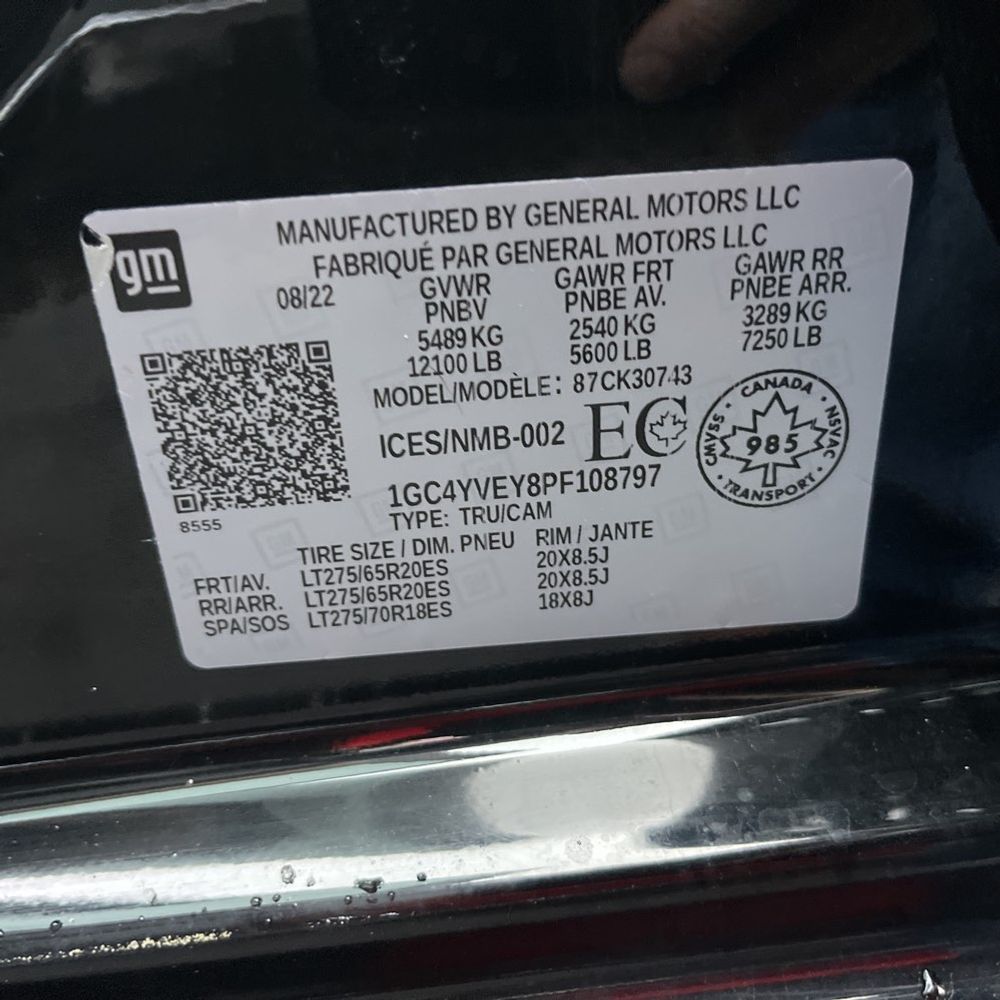 MANUFACTURED BY GENERAL MOTORS LLC
FABRIQUÉ PAR GENERAL MOTORS LLC
gm
08/22
GVWR GAWR FRT GAWR RR
PNBV PNBE AV. PNBE ARR.
5489 KG 2540 KG 3289 KG
12100 LB 5600 LB 7250 LB
MODEL/MODÈLE: 87CK30743
ICES/NMB-002 EC
CANADA
CMVSS 985 NSVAC
TRANSPORT
1GC4YVEY8PF108797
8555
TYPE: TRU/CAM
TIRE SIZE / DIM. PNEU RIM / JANTE
FRT/AV. LT275/65R20ES 20X8.5J
RR/ARR. LT275/65R20ES 20X8.5J
SPA/SOS LT275/70R18ES 18X8J